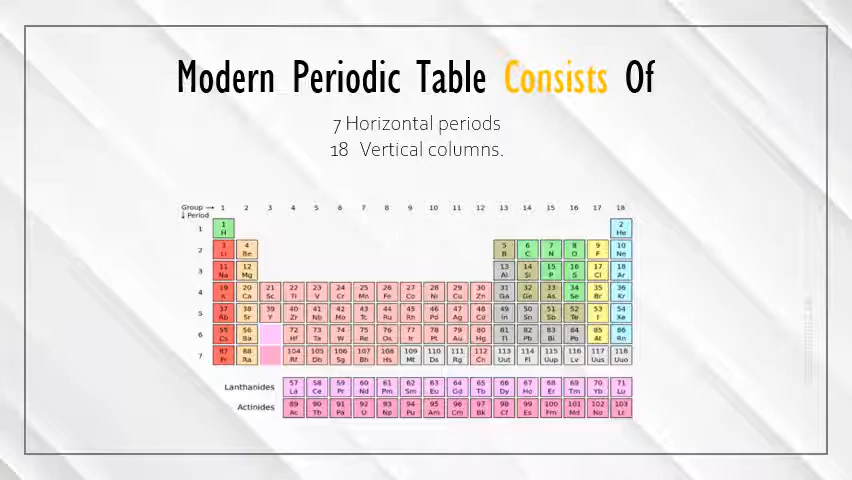 Modern Periodic Table Consists Of
7 Horizontal periods
18 Vertical columns.
Group → 1 2 3 4 5 6 7 8 9 10 11 12 13 14 15 16 17 18
↓ Period
1 1 2
H He
2 3 4 5 6 7 8 9 10
Li Be B C N O F Ne
3 11 12 13 14 15 16 17 18
Na Mg Al Si P S Cl Ar
4 19 20 21 22 23 24 25 26 27 28 29 30 31 32 33 34 35 36
K Ca Sc Ti V Cr Mn Fe Co Ni Cu Zn Ga Ge As Se Br Kr
5 37 38 39 40 41 42 43 44 45 46 47 48 49 50 51 52 53 54
Rb Sr Y Zr Nb Mo Tc Ru Rh Pd Ag Cd In Sn Sb Te I Xe
6 55 56 72 73 74 75 76 77 78 79 80 81 82 83 84 85 86
Cs Ba Hf Ta W Re Os Ir Pt Au Hg Tl Pb Bi Po At Rn
7 87 88 104 105 106 107 108 109 110 111 112 113 114 115 116 117 118
Fr Ra Rf Db Sg Bh Hs Mt Ds Rg Cn Uut Fl Uup Lv Uus Uuo
Lanthanides 57 58 59 60 61 62 63 64 65 66 67 68 69 70 71
La Ce Pr Nd Pm Sm Eu Gd Tb Dy Ho Er Tm Yb Lu
Actinides 89 90 91 92 93 94 95 96 97 98 99 100 101 102 103
Ac Th Pa U Np Pu Am Cm Bk Cf Es Fm Md No Lr